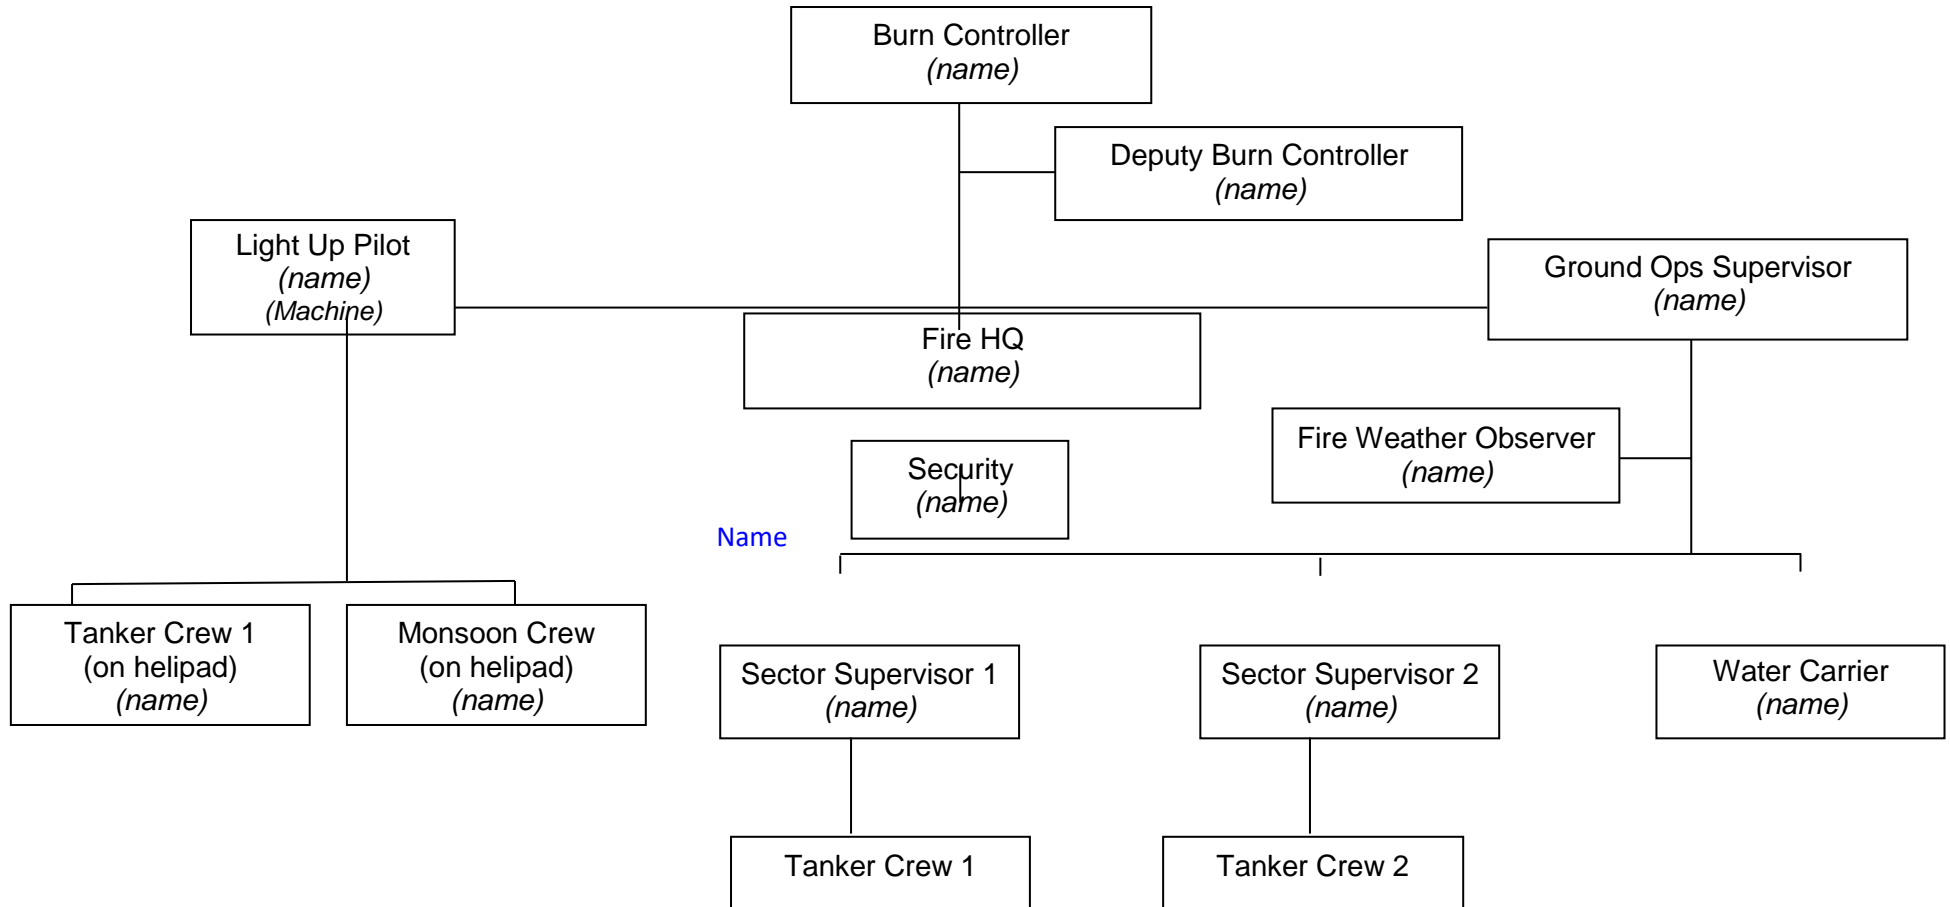 Burn Controller
(name)
Deputy Burn Controller
(name)
Light Up Pilot
(name)
(Machine)
Ground Ops Supervisor
(name)
Fire HQ
(name)
Fire Weather Observer
(name)
Security
(name)
Name
Tanker Crew 1
(on helipad)
(name)
Monsoon Crew
(on helipad)
(name)
Sector Supervisor 1
(name)
Sector Supervisor 2
(name)
Water Carrier
(name)
Tanker Crew 1
Tanker Crew 2